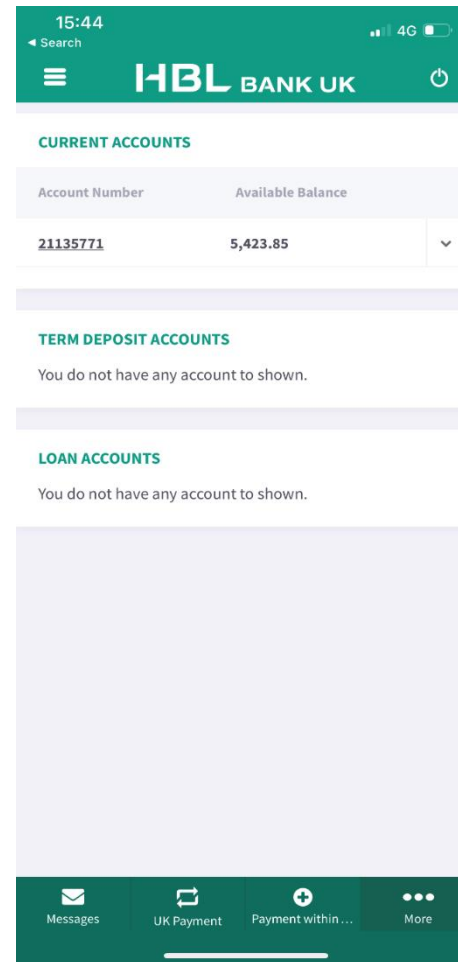 15:44
◀ Search
4G
HBL BANK UK
CURRENT ACCOUNTS
Account Number Available Balance
21135771 5,423.85
TERM DEPOSIT ACCOUNTS
You do not have any account to shown.
LOAN ACCOUNTS
You do not have any account to shown.
Messages UK Payment Payment within... More